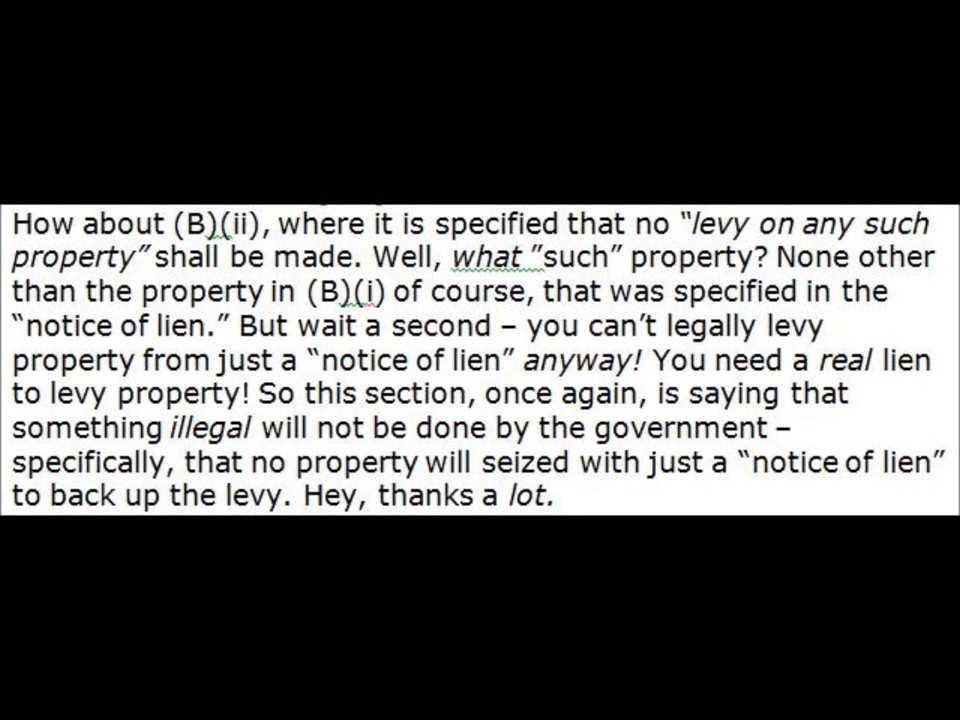 How about (B)(ii), where it is specified that no “levy on any such
property” shall be made. Well, what ”such” property? None other
than the property in (B)(i) of course, that was specified in the
“notice of lien.” But wait a second – you can’t legally levy
property from just a “notice of lien” anyway! You need a real lien
to levy property! So this section, once again, is saying that
something illegal will not be done by the government –
specifically, that no property will seized with just a “notice of lien”
to back up the levy. Hey, thanks a lot.